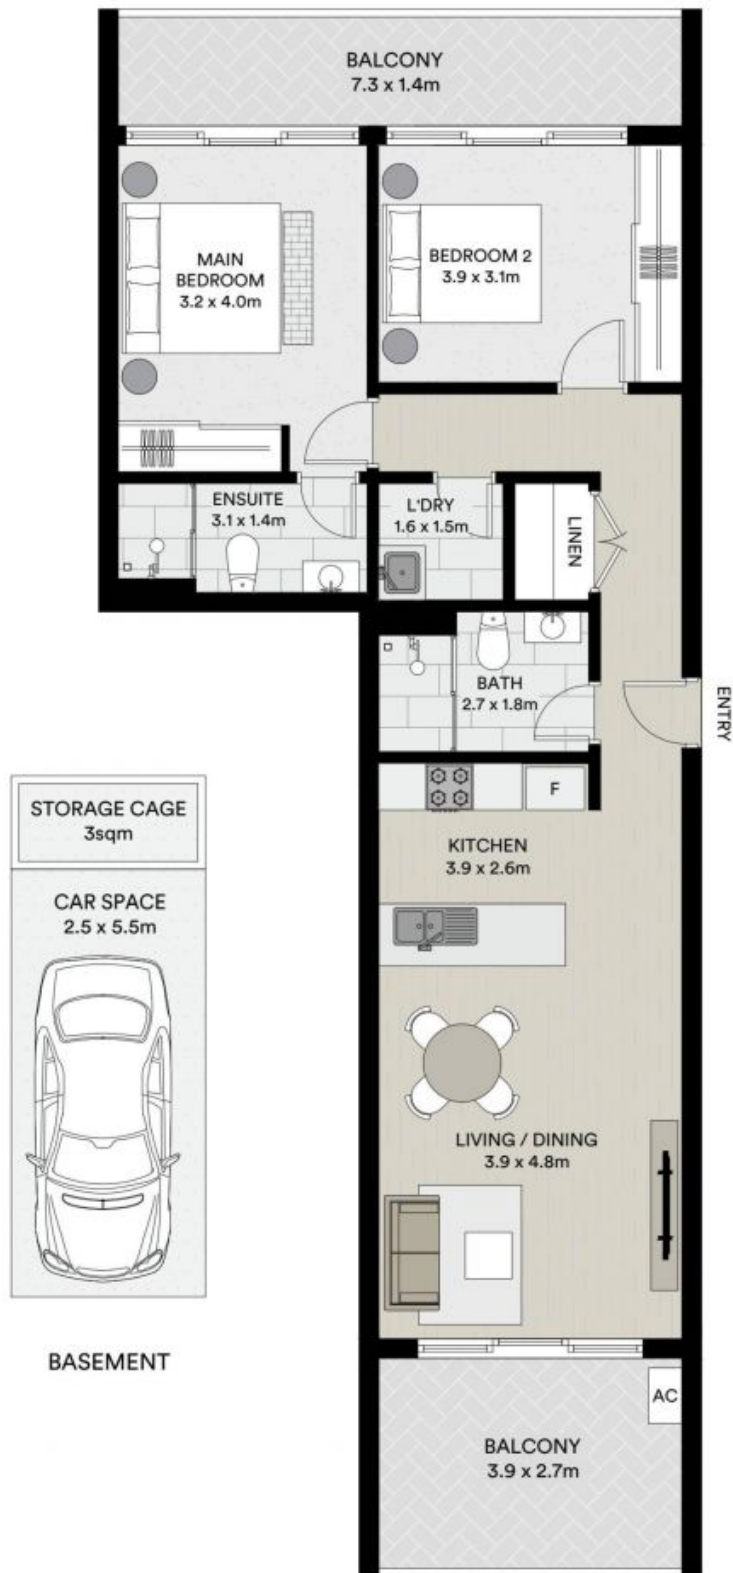 BALCONY
7.3 x 1.4m
MAIN
BEDROOM
3.2 x 4.0m
BEDROOM 2
3.9 x 3.1m
ENSUITE
3.1 x 1.4m
L'DRY
1.6 x 1.5m
LINEN
BATH
2.7 x 1.8m
ENTRY
F
KITCHEN
3.9 x 2.6m
STORAGE CAGE
3sqm
CAR SPACE
2.5 x 5.5m
BASEMENT
LIVING / DINING
3.9 x 4.8m
AC
BALCONY
3.9 x 2.7m